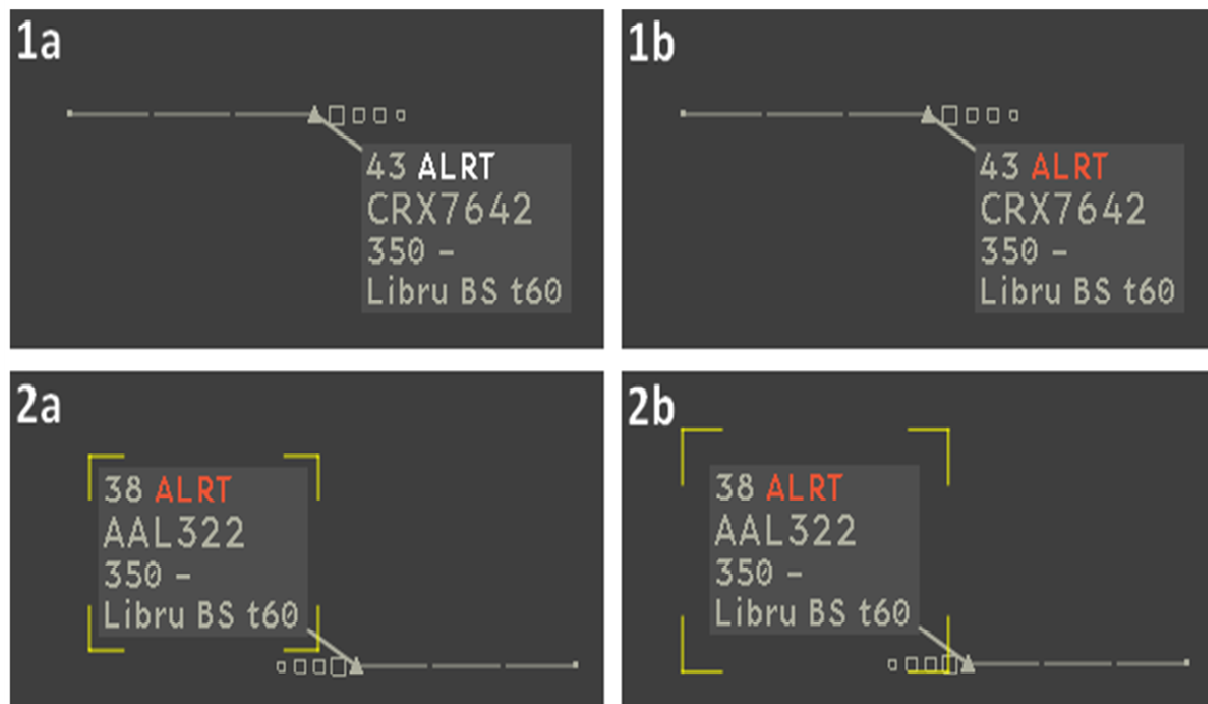 1a
43 ALRT
CRX7642
350 –
Libru BS t60
1b
43 ALRT
CRX7642
350 –
Libru BS t60
2a
38 ALRT
AAL322
350 –
Libru BS t60
2b
38 ALRT
AAL322
350 –
Libru BS t60